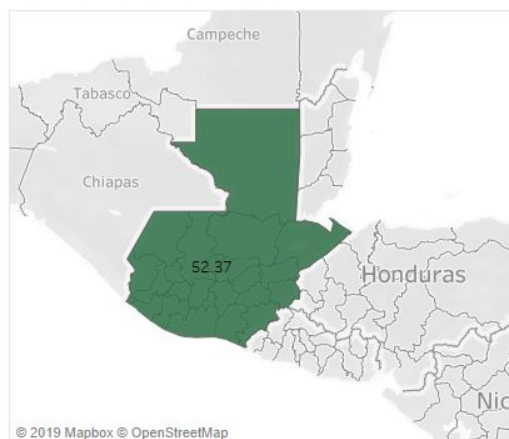 Campeche
Tabasco
Chiapas
52.37
Honduras
Nic
© 2019 Mapbox © OpenStreetMap